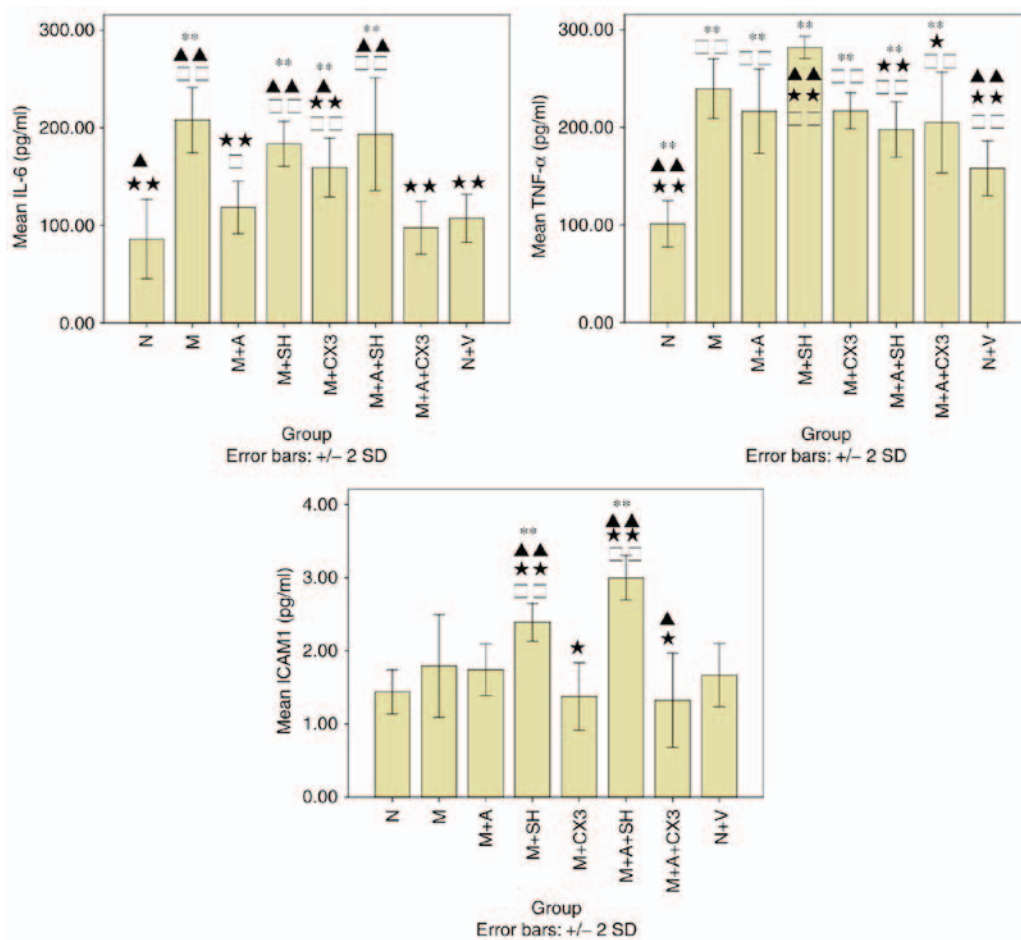 Mean IL-6 (pg/ml)
300.00
200.00
100.00
0.00
**
**
**
**
N
M
M+A
M+SH
M+CX3
M+A+SH
M+A+CX3
N+V
Group
Error bars: +/− 2 SD
Mean TNF-α (pg/ml)
300.00
200.00
100.00
0.00
**
**
**
**
**
**
**
N
M
M+A
M+SH
M+CX3
M+A+SH
M+A+CX3
N+V
Group
Error bars: +/− 2 SD
Mean ICAM1 (pg/ml)
4.00
3.00
2.00
1.00
0.00
**
**
N
M
M+A
M+SH
M+CX3
M+A+SH
M+A+CX3
N+V
Group
Error bars: +/− 2 SD